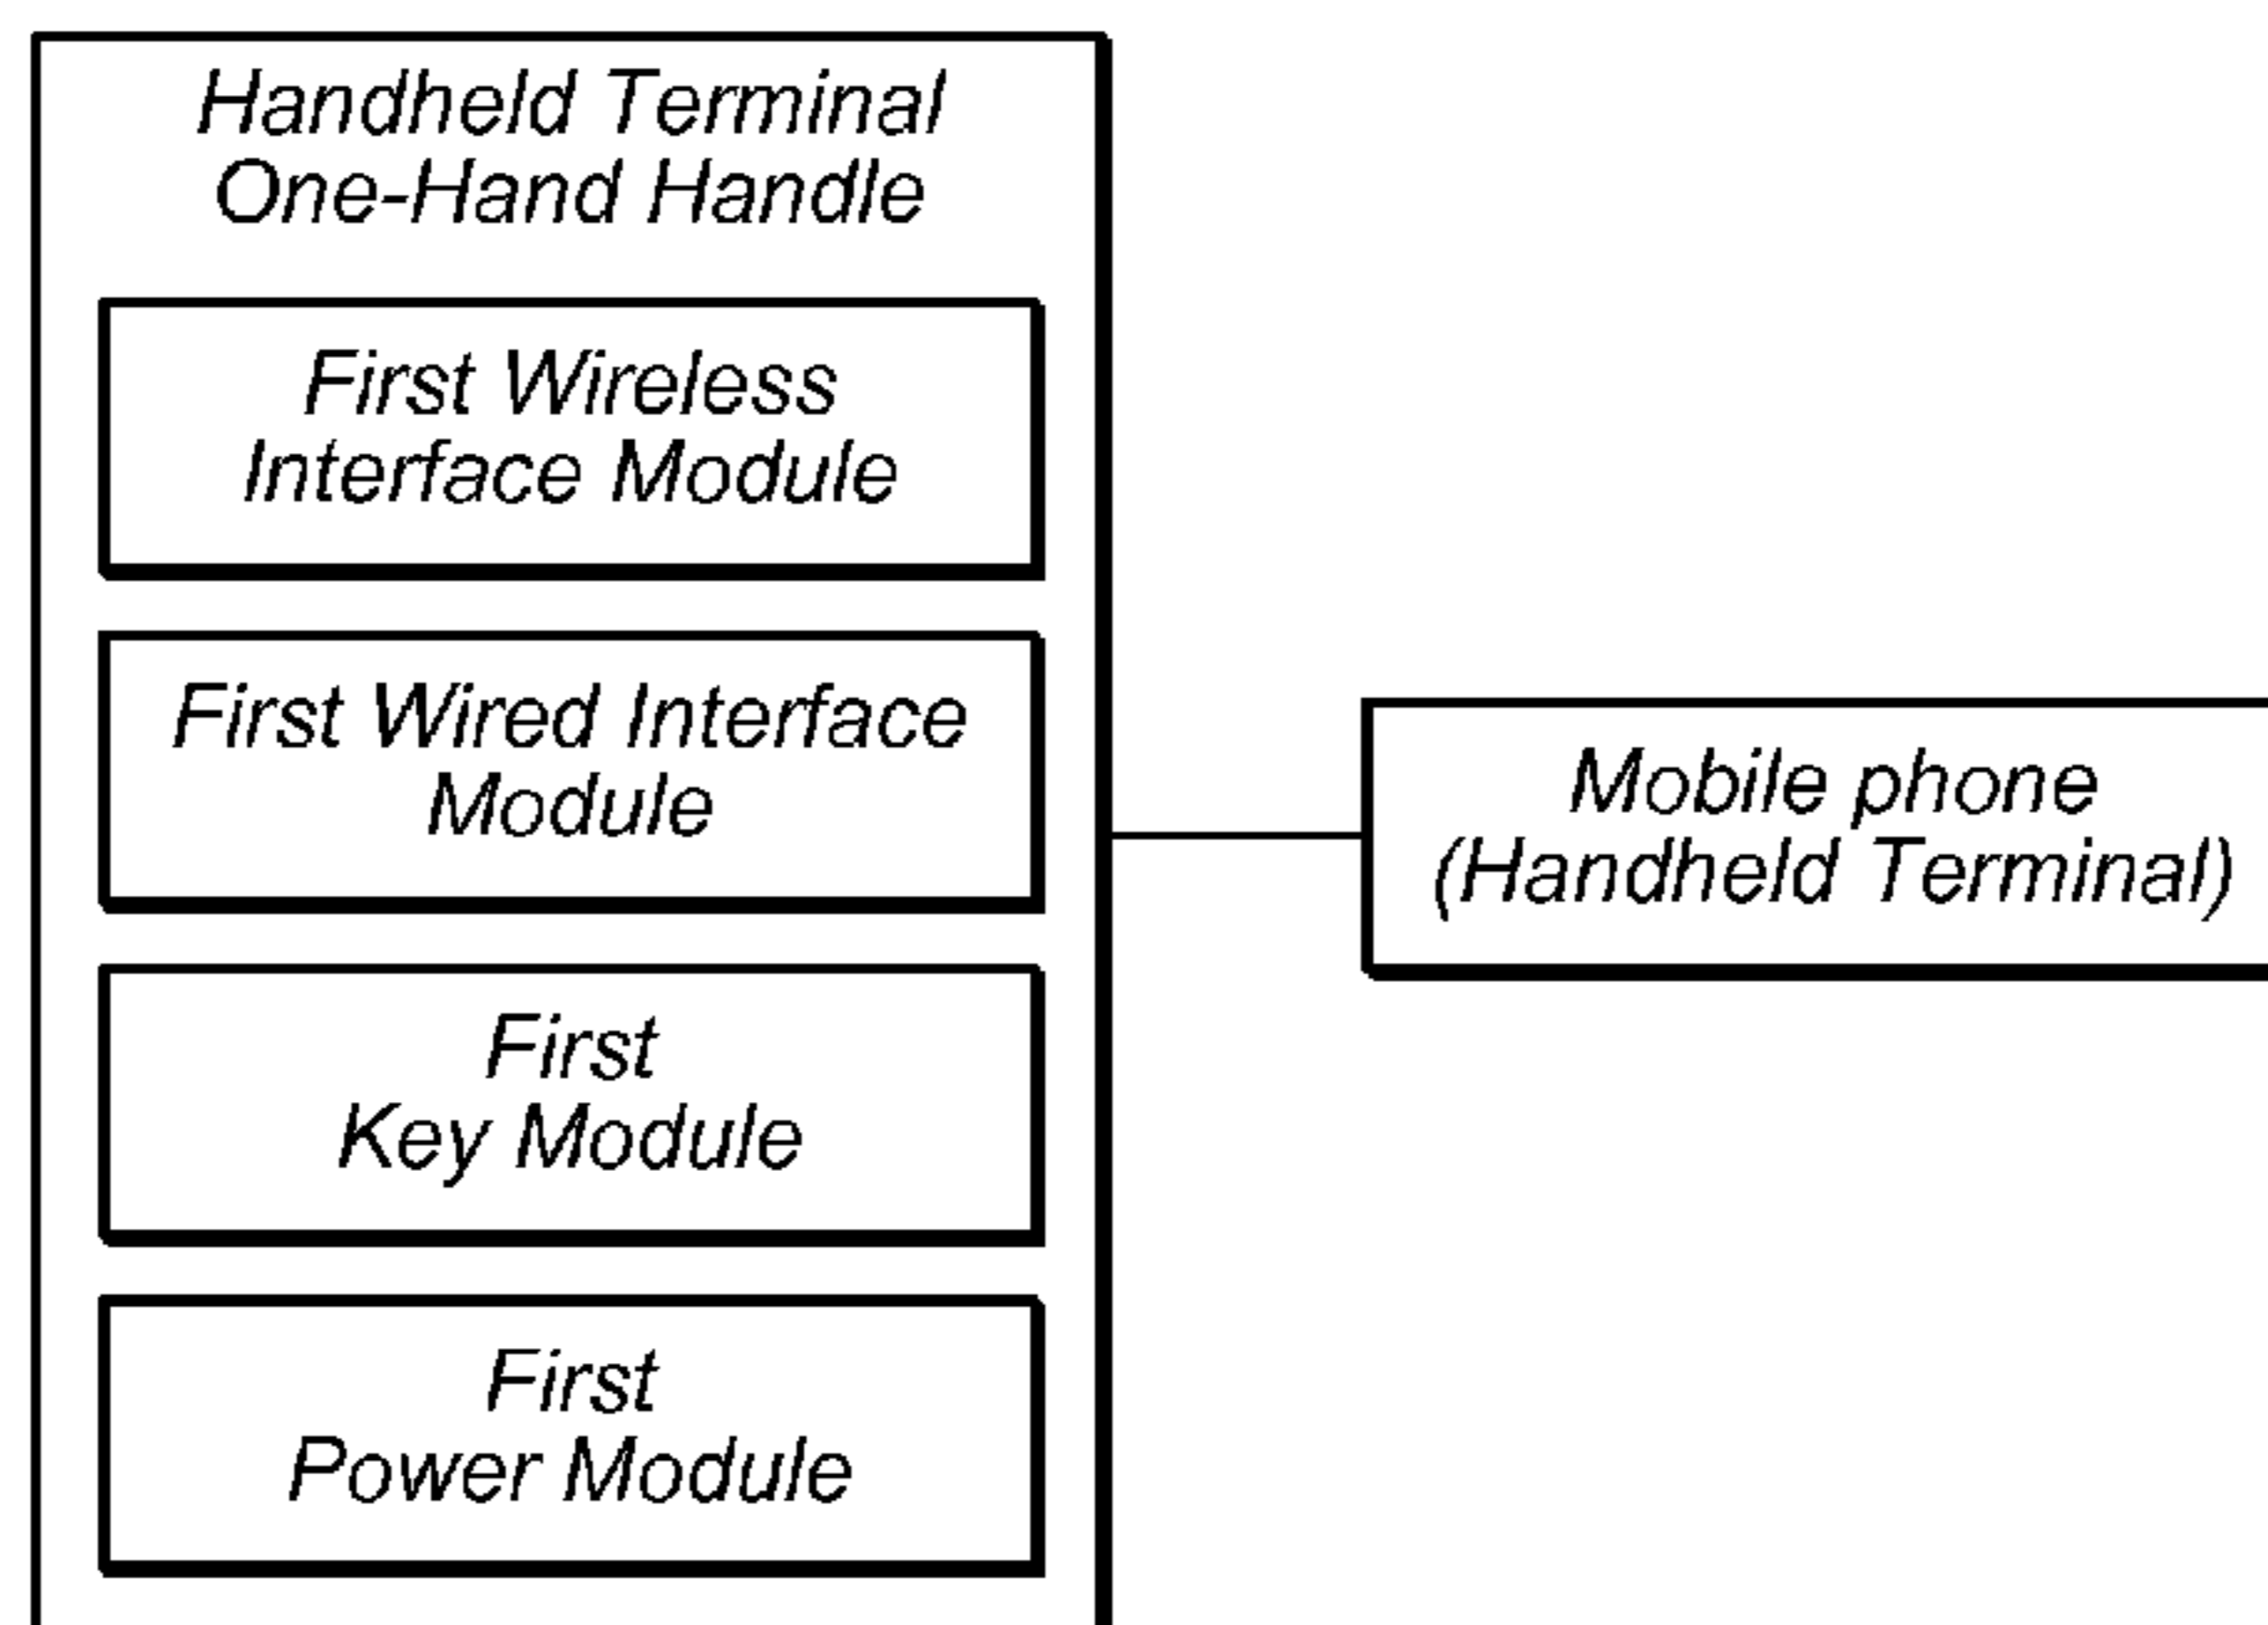 Handheld Terminal
One-Hand Handle
First Wireless
Interface Module
First Wired Interface
Module
First
Key Module
First
Power Module
Mobile phone
(Handheld Terminal)